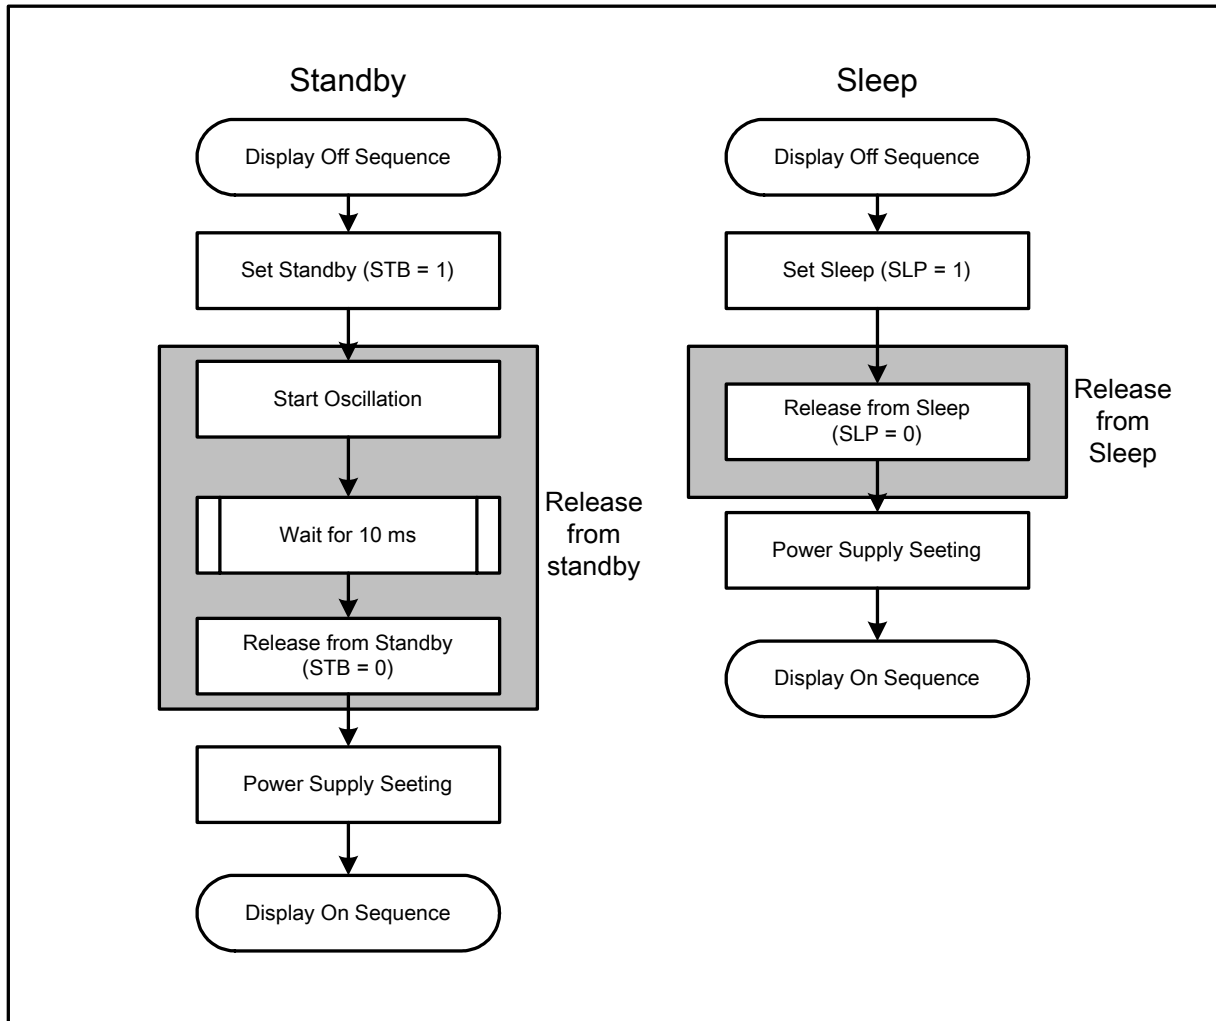 Standby
Display Off Sequence
Set Standby (STB = 1)
Start Oscillation
Wait for 10 ms
Release from Standby
(STB = 0)
Release
from
standby
Power Supply Seeting
Display On Sequence
Sleep
Display Off Sequence
Set Sleep (SLP = 1)
Release from Sleep
(SLP = 0)
Release
from
Sleep
Power Supply Seeting
Display On Sequence